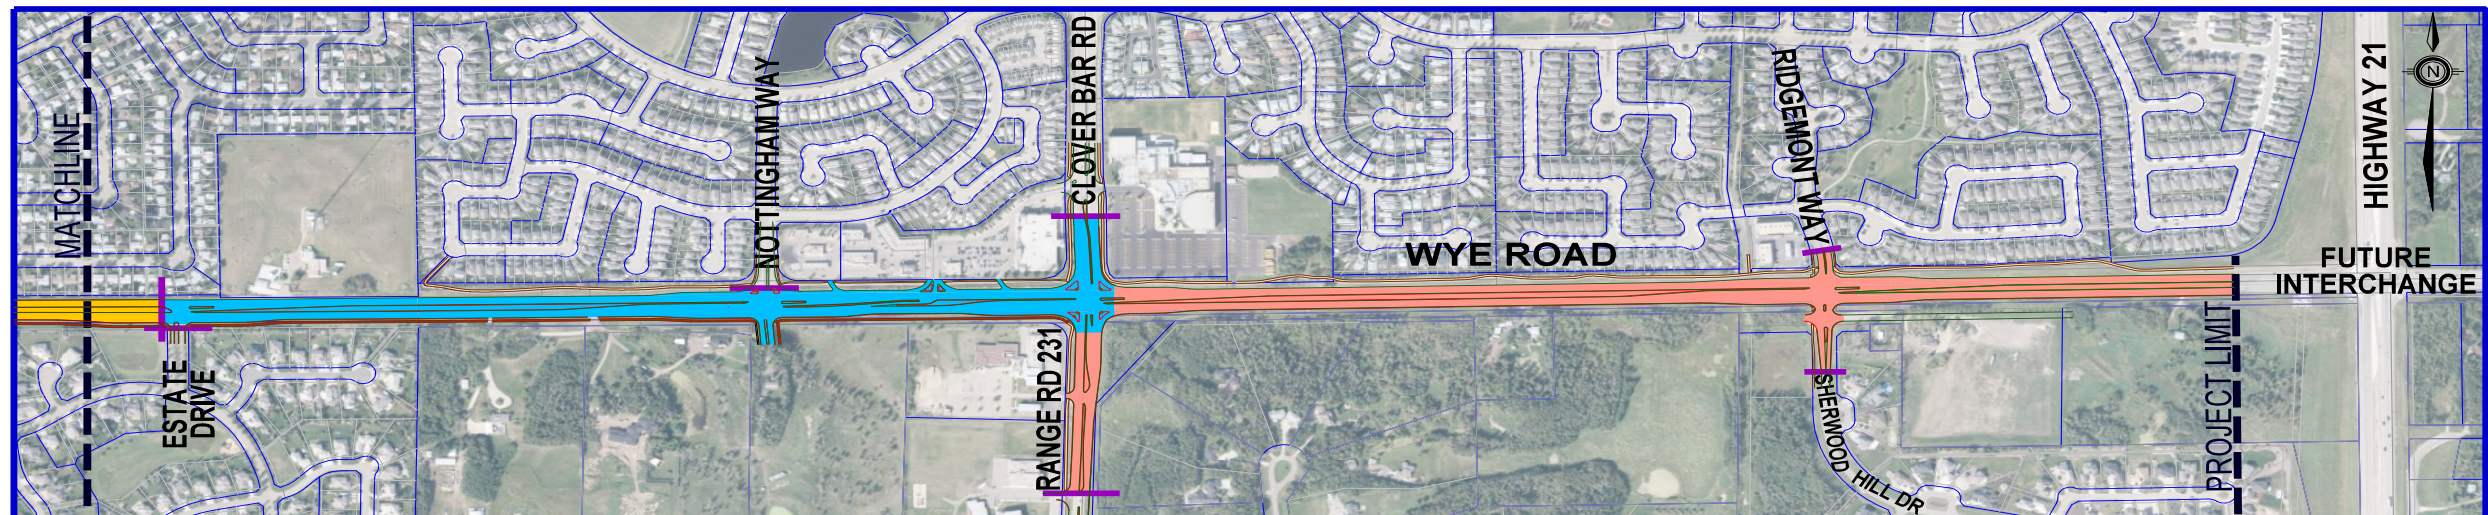 MATCHLINE
ESTATE
DRIVE
NOTTINGHAM WAY
CLOVER BAR RD
RANGE RD 231
WYE ROAD
RIDGEMONT WAY
SHERWOOD
HILL DR
HIGHWAY 21
N
FUTURE
INTERCHANGE
PROJECT LIMIT